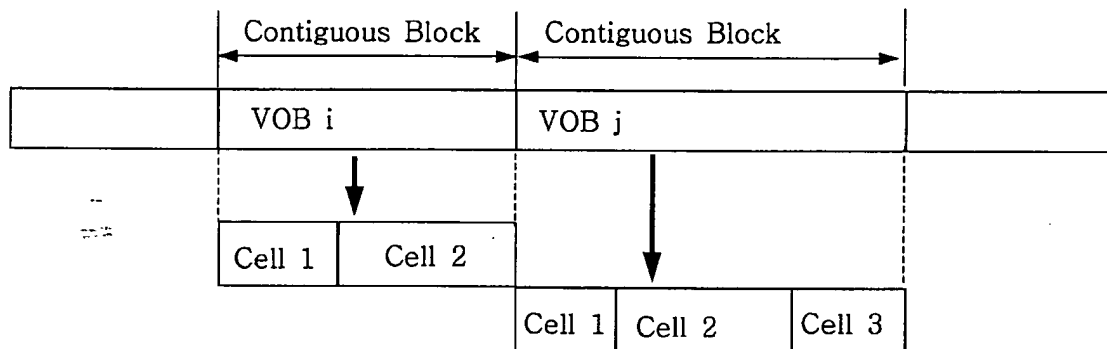 Contiguous Block Contiguous Block
VOB i VOB j
Cell 1 Cell 2
Cell 1 Cell 2 Cell 3